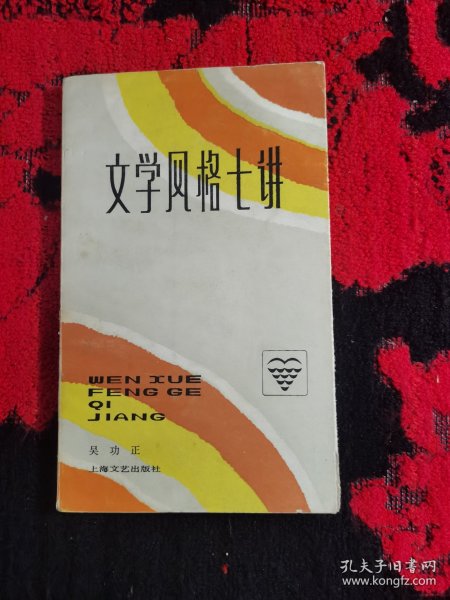 文学风格七讲
WEN XUE
FENG GE
QI
JIANG
吴功正
上海文艺出版社
孔夫子旧书网
www.kongfz.com